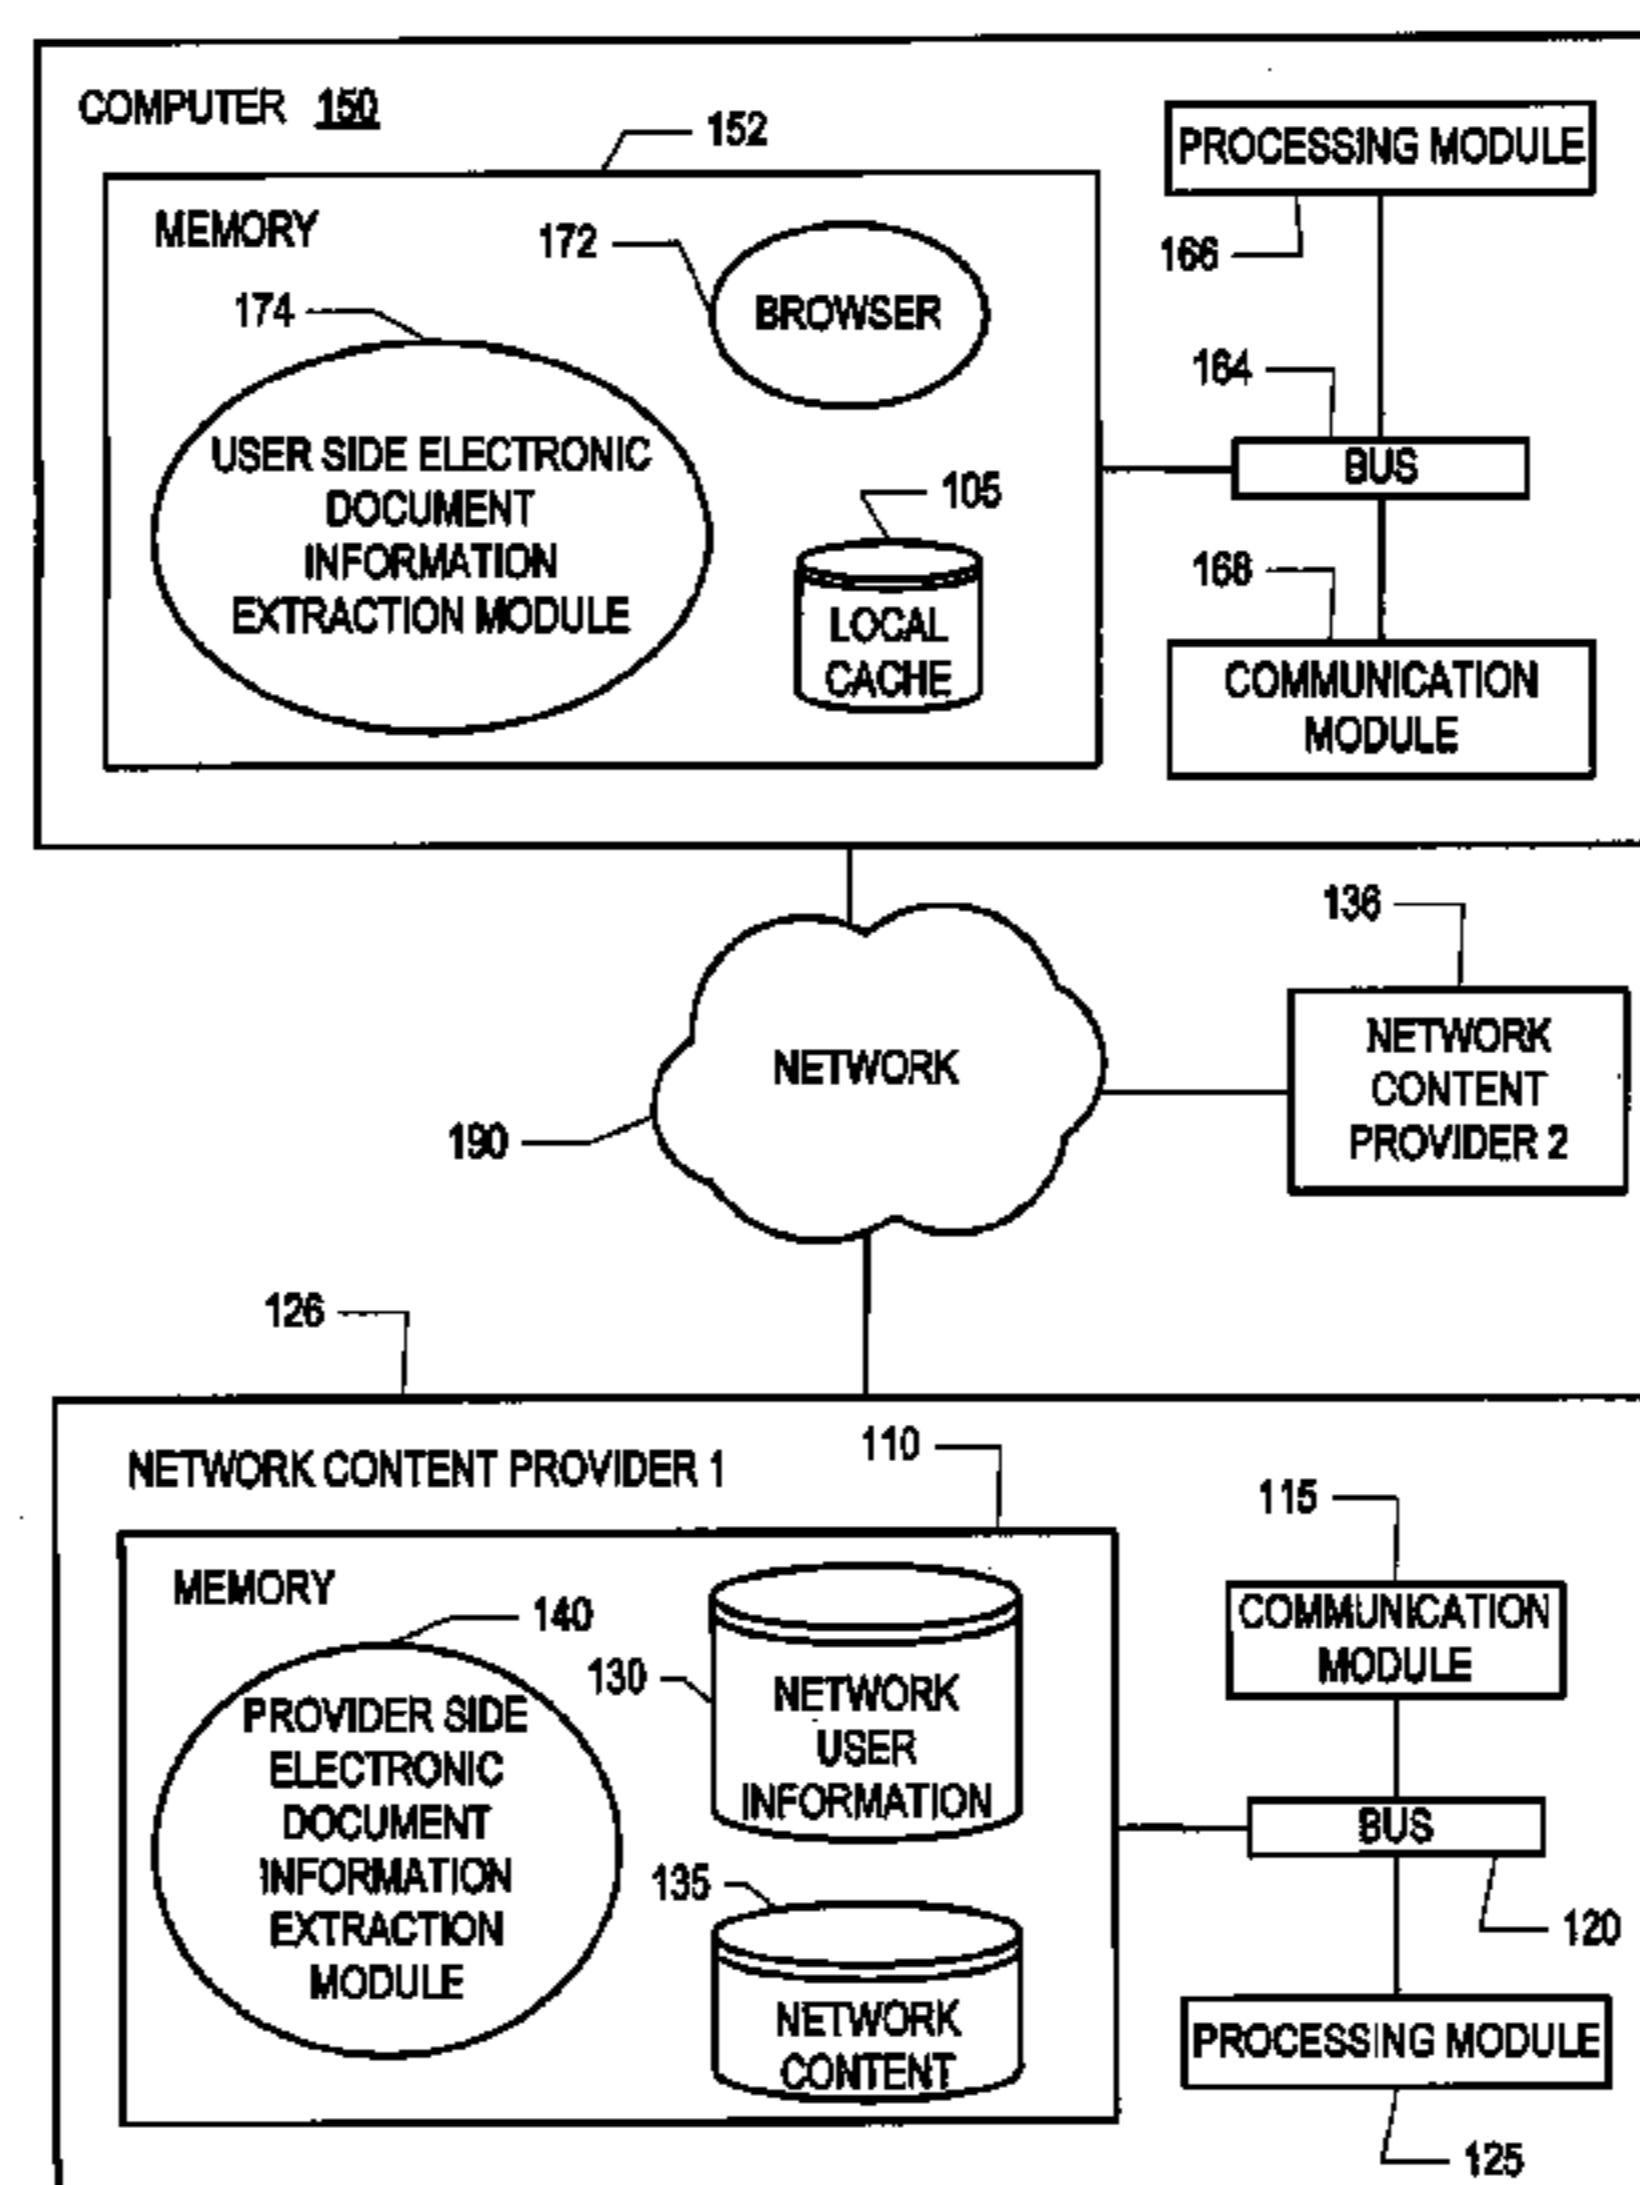 COMPUTER 150
152
PROCESSING MODULE
MEMORY
172
166
174
BROWSER
164
USER SIDE ELECTRONIC
DOCUMENT
INFORMATION
EXTRACTION MODULE
BUS
105
168
LOCAL
CACHE
COMMUNICATION
MODULE
136
NETWORK
190
NETWORK
CONTENT
PROVIDER 2
126
NETWORK CONTENT PROVIDER 1
110
115
MEMORY
140
COMMUNICATION
MODULE
130
PROVIDER SIDE
ELECTRONIC
DOCUMENT
INFORMATION
EXTRACTION
MODULE
NETWORK
USER
INFORMATION
BUS
135
120
NETWORK
CONTENT
PROCESSING MODULE
125